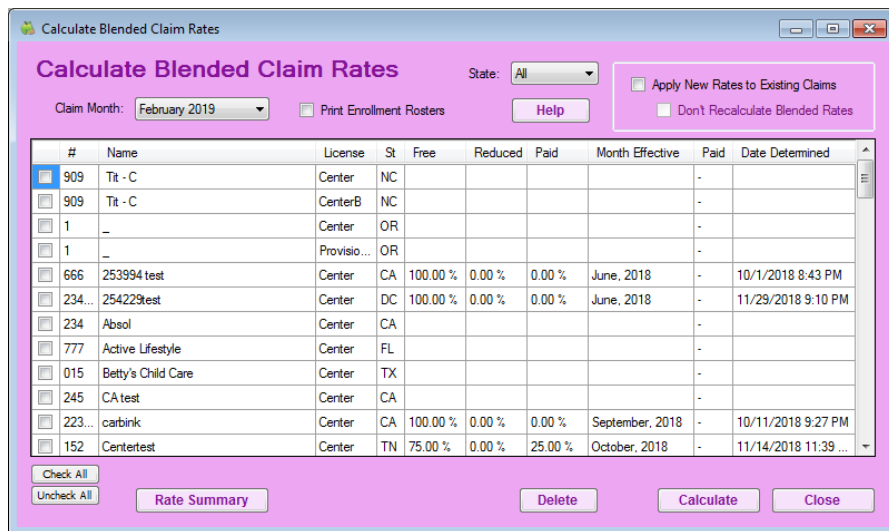 Calculate Blended Claim Rates
Calculate Blended Claim Rates
State: All
Apply New Rates to Existing Claims
Claim Month: February 2019
Print Enrollment Rosters
Help
Don't Recalculate Blended Rates
# Name License St Free Reduced Paid Month Effective Paid Date Determined
909 Tit - C Center NC -
909 Tit - C CenterB NC -
1 _ Center OR -
1 _ Provisio... OR -
666 253994 test Center CA 100.00 % 0.00 % 0.00 % June, 2018 - 10/1/2018 8:43 PM
234... 254229test Center DC 100.00 % 0.00 % 0.00 % June, 2018 - 11/29/2018 9:10 PM
234 Absol Center CA -
777 Active Lifestyle Center FL -
015 Betty's Child Care Center TX -
245 CA test Center CA -
223... carbink Center CA 100.00 % 0.00 % 0.00 % September, 2018 - 10/11/2018 9:27 PM
152 Centertest Center TN 75.00 % 0.00 % 25.00 % October, 2018 - 11/14/2018 11:39 ...
Check All
Uncheck All
Rate Summary
Delete
Calculate
Close